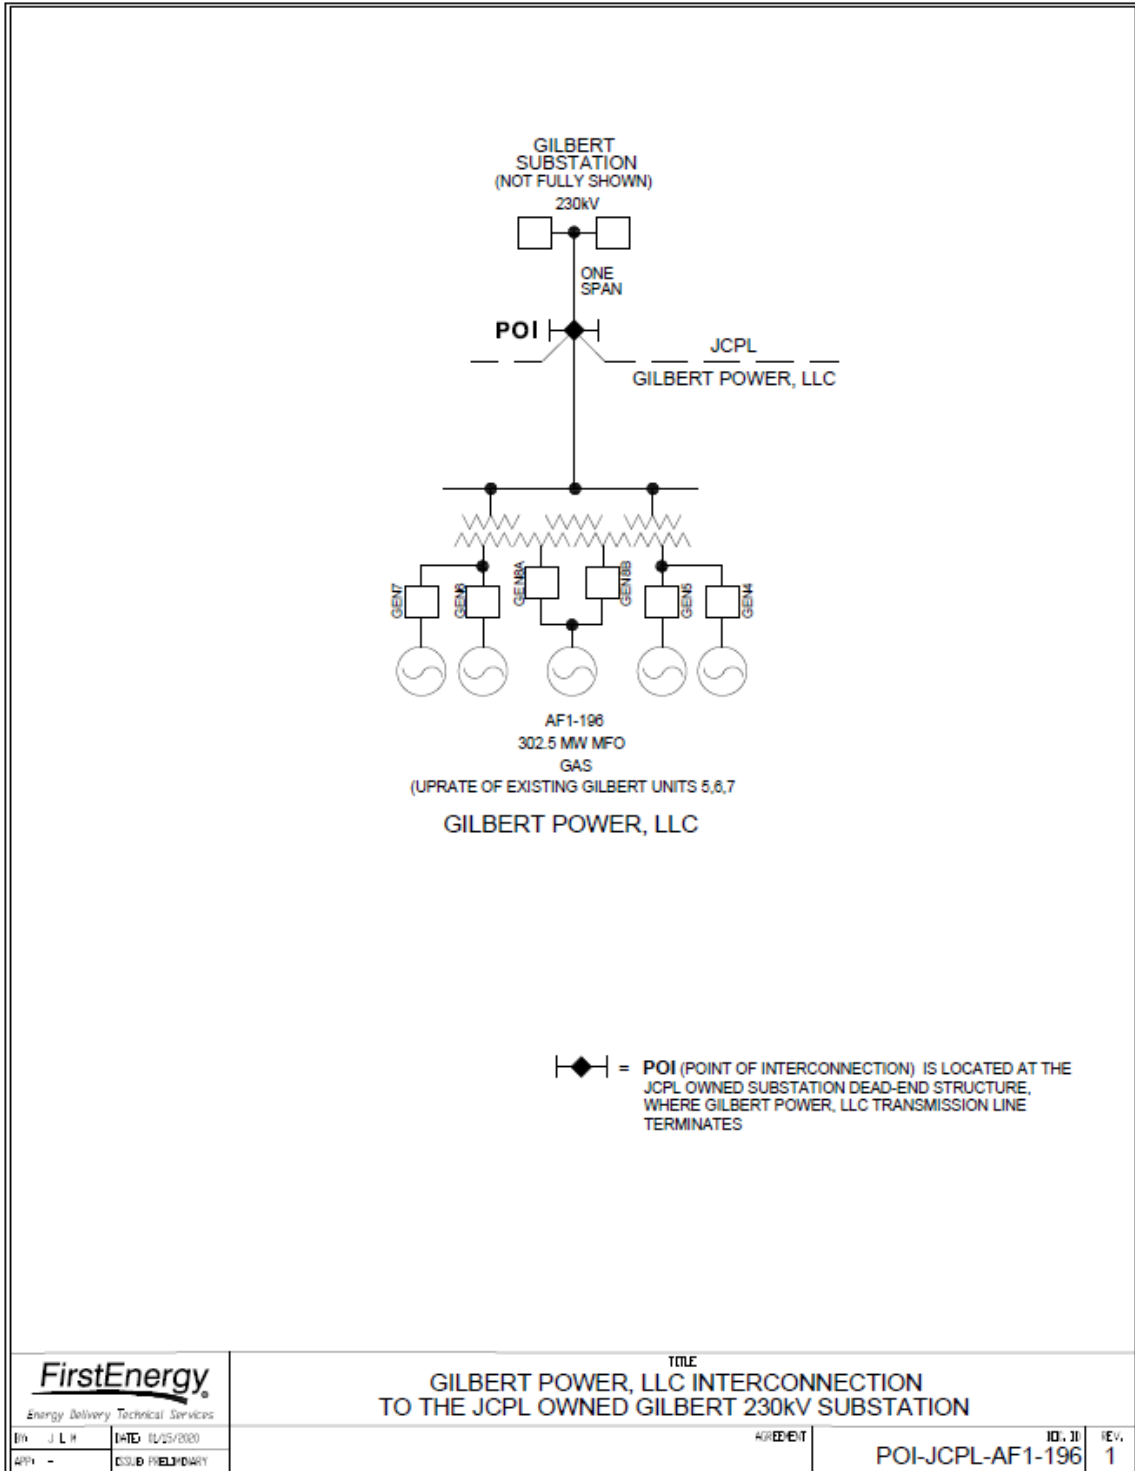 GILBERT
SUBSTATION
(NOT FULLY SHOWN)
230kV
ONE
SPAN
POI
JCPL
GILBERT POWER, LLC
GEN7
GEN6
GEN8A
GEN8B
GEN5
GEN4
AF1-196
302.5 MW MFO
GAS
(UPRATE OF EXISTING GILBERT UNITS 5,6,7
GILBERT POWER, LLC
= POI (POINT OF INTERCONNECTION) IS LOCATED AT THE
JCPL OWNED SUBSTATION DEAD-END STRUCTURE,
WHERE GILBERT POWER, LLC TRANSMISSION LINE
TERMINATES
FirstEnergy
Energy Delivery Technical Services
TITLE
GILBERT POWER, LLC INTERCONNECTION
TO THE JCPL OWNED GILBERT 230kV SUBSTATION
BY: J L M
DATE: 01/15/2020
APP: -
ISSUE: PRELIMINARY
AGREEMENT
POI-JCPL-AF1-196
REV.
1